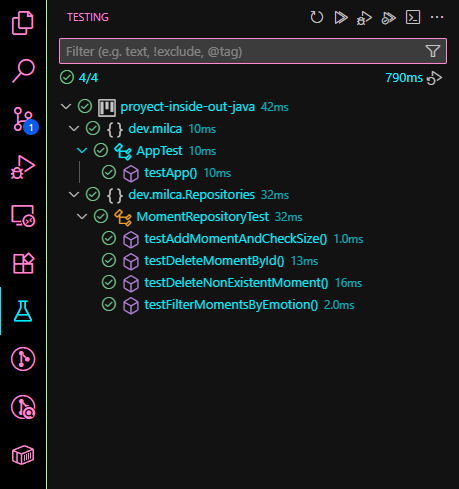 TESTING
Filter (e.g. text, !exclude, @tag)
4/4 790ms
proyect-inside-out-java 42ms
{} dev.milca 10ms
AppTest 10ms
testApp() 10ms
{} dev.milca.Repositories 32ms
MomentRepositoryTest 32ms
testAddMomentAndCheckSize() 1.0ms
testDeleteMomentById() 13ms
testDeleteNonExistentMoment() 16ms
testFilterMomentsByEmotion() 2.0ms
1